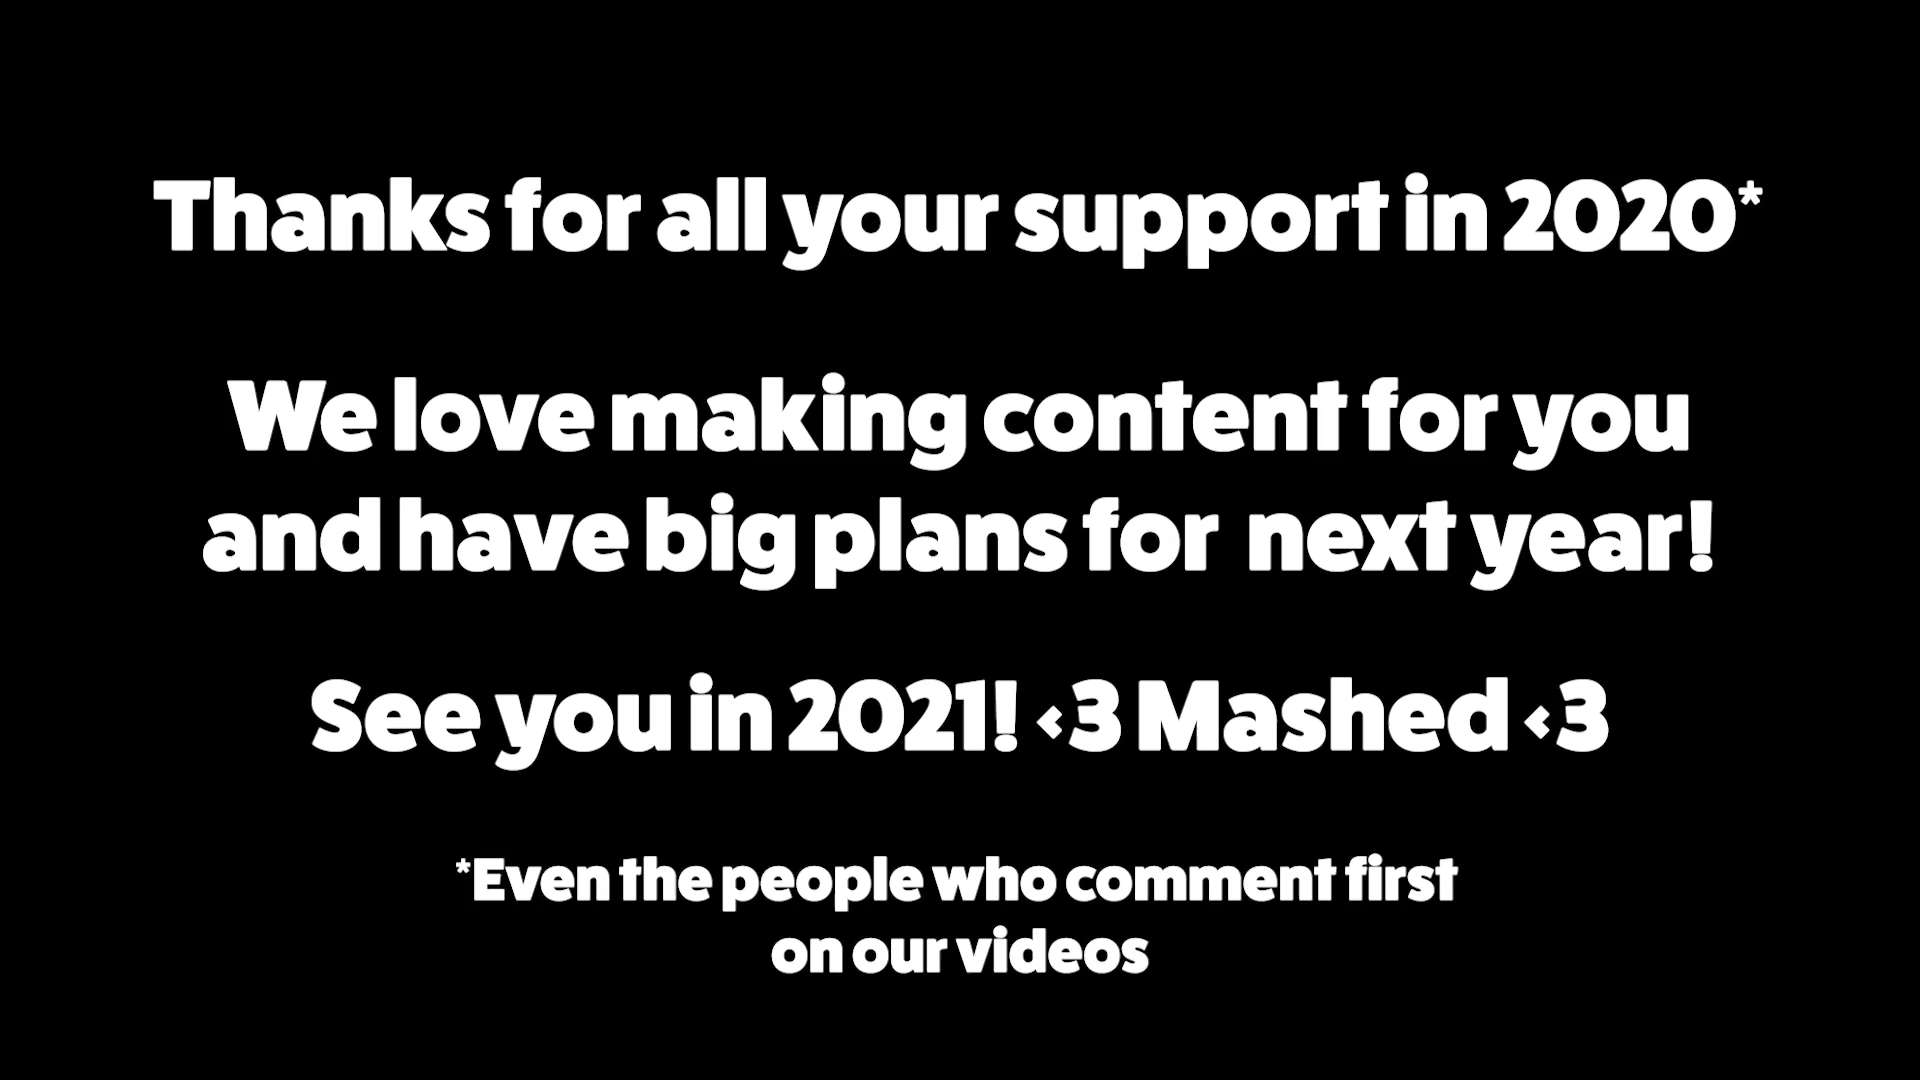 Thanks for all your support in 2020*
We love making content for you
and have big plans for next year!
See you in 2021! <3 Mashed <3
*Even the people who comment first
on our videos